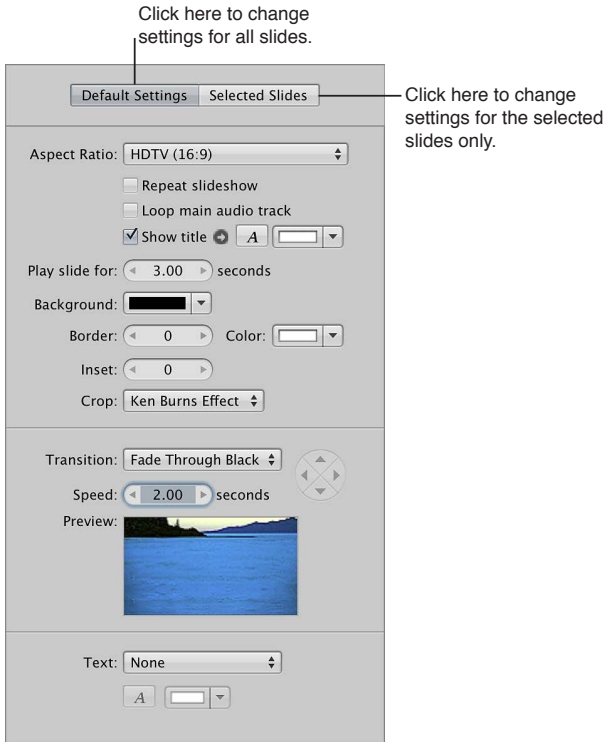 Click here to change
settings for all slides.
Default Settings Selected Slides
Click here to change
settings for the selected
slides only.
Aspect Ratio: HDTV (16:9)
Repeat slideshow
Loop main audio track
Show title A
Play slide for: 3.00 seconds
Background:
Border: 0 Color:
Inset: 0
Crop: Ken Burns Effect
Transition: Fade Through Black
Speed: 2.00 seconds
Preview:
Text: None
A